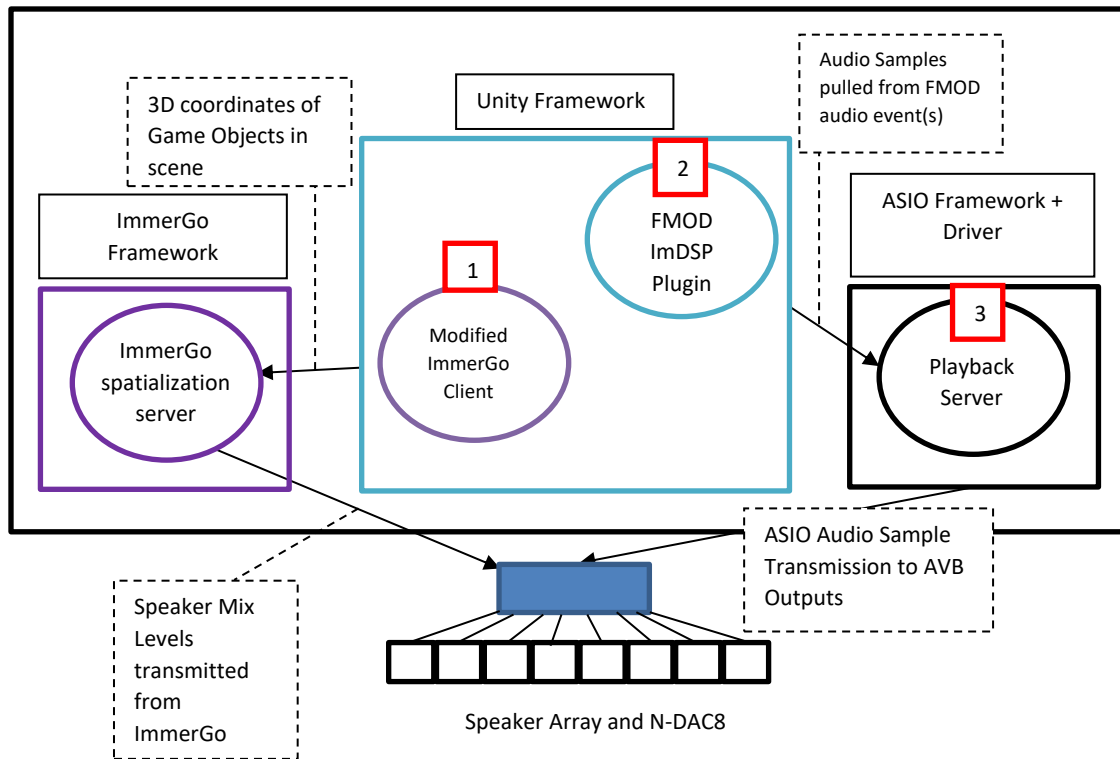 3D coordinates of
Game Objects in
scene
Unity Framework
Audio Samples
pulled from FMOD
audio event(s)
ImmerGo
Framework
ASIO Framework +
Driver
1
2
3
ImmerGo
spatialization
server
Modified
ImmerGo
Client
FMOD
ImDSP
Plugin
Playback
Server
Speaker Mix
Levels
transmitted
from
ImmerGo
ASIO Audio Sample
Transmission to AVB
Outputs
Speaker Array and N-DAC8